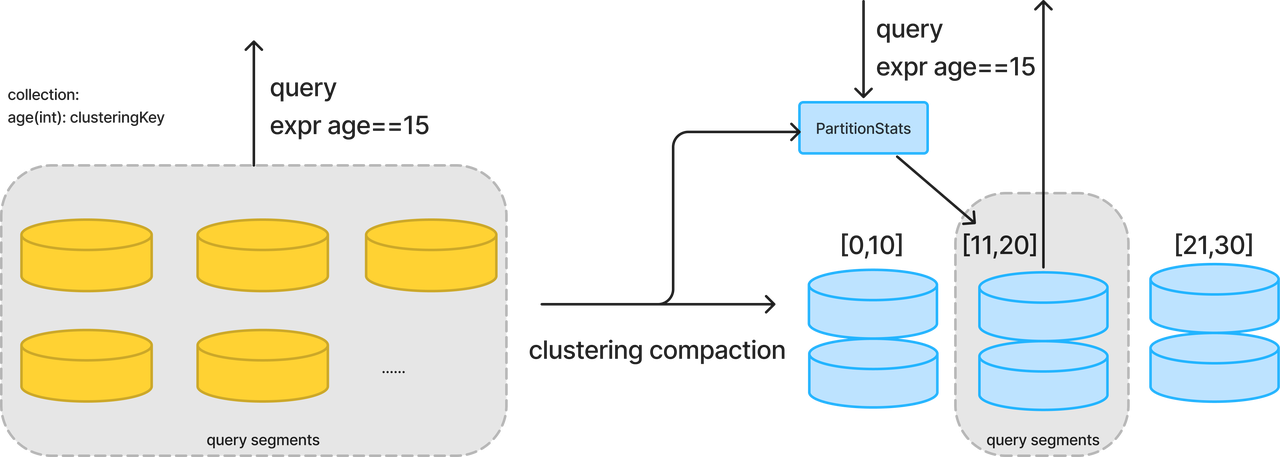 collection:
age(int): clusteringKey
query
expr age==15
......
query segments
clustering compaction
query
expr age==15
PartitionStats
[0,10]
[11,20]
[21,30]
query segments